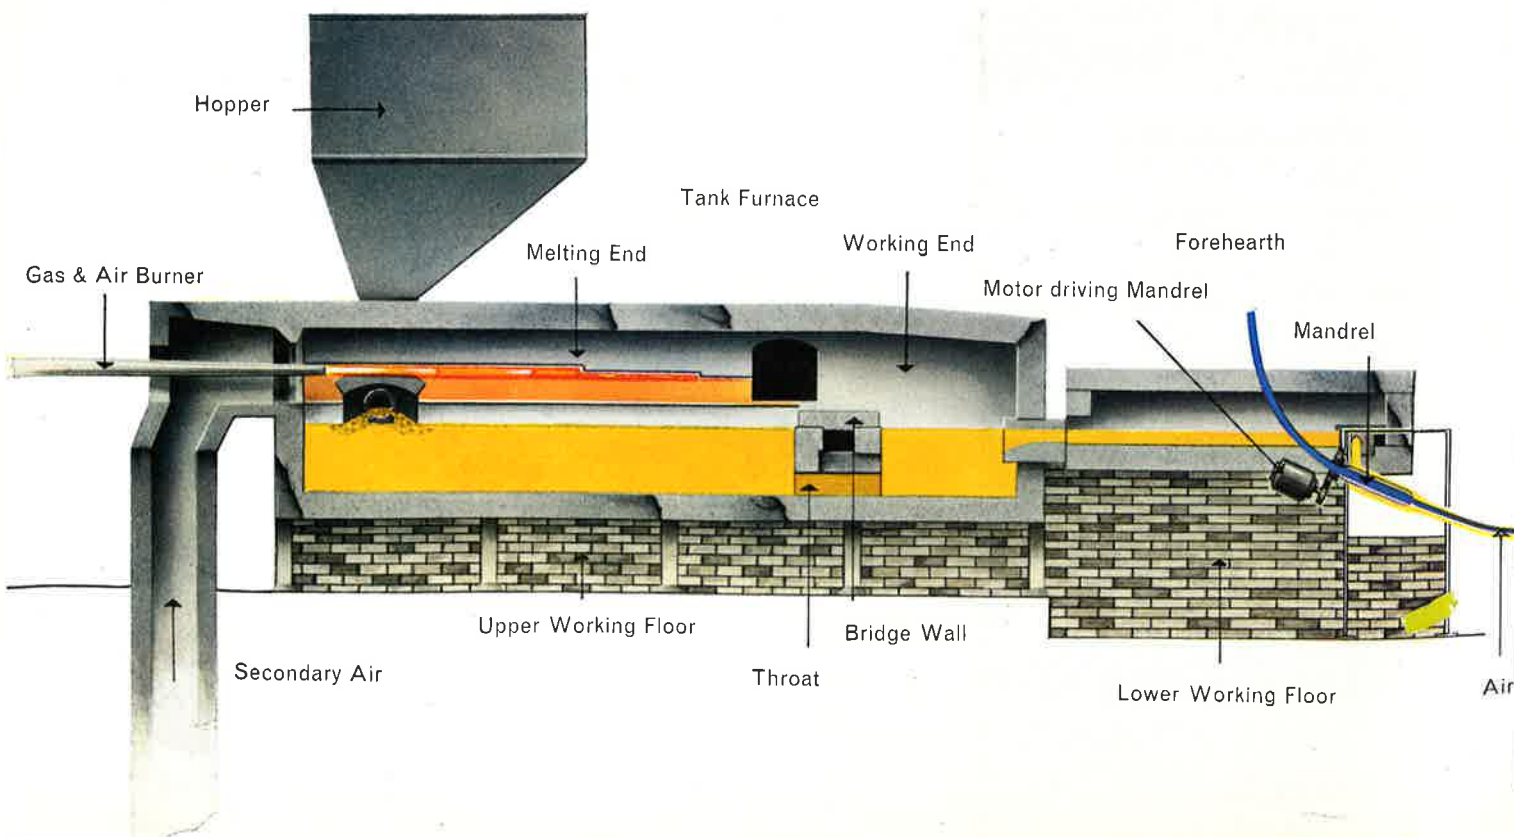 Hopper
Tank Furnace
Working End
Forehearth
Melting End
Gas & Air Burner
Motor driving Mandrel
Mandrel
Upper Working Floor
Bridge Wall
Secondary Air
Throat
Lower Working Floor
Air